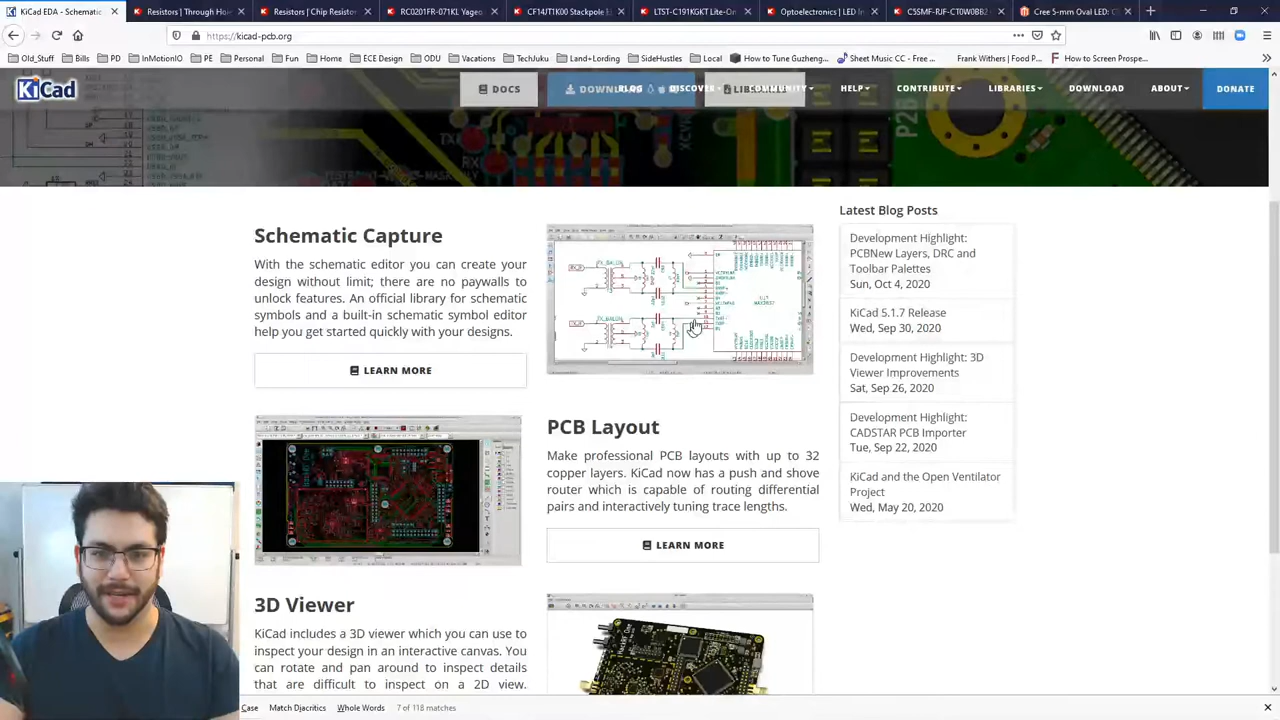 KiCad EDA - Schematic
Resistors | Through Ho
Resistors | Chip Resistor
RC0201FR-071KL Yageo
CF14JT1K00 Stackpole
LTST-C191KGKT Lite-On
Optoelectronics | LED In
C5SMF-RJF-CT0W0BB2
Cree 5-mm Oval LED: C
https://kicad-pcb.org
Old_Stuff Bills PD InMotionIO PE Personal Fun Home ECE Design ODU Vacations TechJuku Land+Lording SideHustles Local How to Tune Guzheng... Sheet Music CC - Free ... Frank Withers | Food P... How to Screen Prospe...
KiCad
DOCS
BLOG DISCOVER COMMUNITY HELP CONTRIBUTE LIBRARIES DOWNLOAD ABOUT DONATE
Schematic Capture
With the schematic editor you can create your
design without limit; there are no paywalls to
unlock features. An official library for schematic
symbols and a built-in schematic symbol editor
help you get started quickly with your designs.
LEARN MORE
PCB Layout
Make professional PCB layouts with up to 32
copper layers. KiCad now has a push and shove
router which is capable of routing differential
pairs and interactively tuning trace lengths.
LEARN MORE
3D Viewer
KiCad includes a 3D viewer which you can use to
inspect your design in an interactive canvas. You
can rotate and pan around to inspect details
that are difficult to inspect on a 2D view.
Latest Blog Posts
Development Highlight:
PCBNew Layers, DRC and
Toolbar Palettes
Sun, Oct 4, 2020
KiCad 5.1.7 Release
Wed, Sep 30, 2020
Development Highlight: 3D
Viewer Improvements
Sat, Sep 26, 2020
Development Highlight:
CADSTAR PCB Importer
Tue, Sep 22, 2020
KiCad and the Open Ventilator
Project
Wed, May 20, 2020
Case Match Diacritics Whole Words 7 of 118 matches